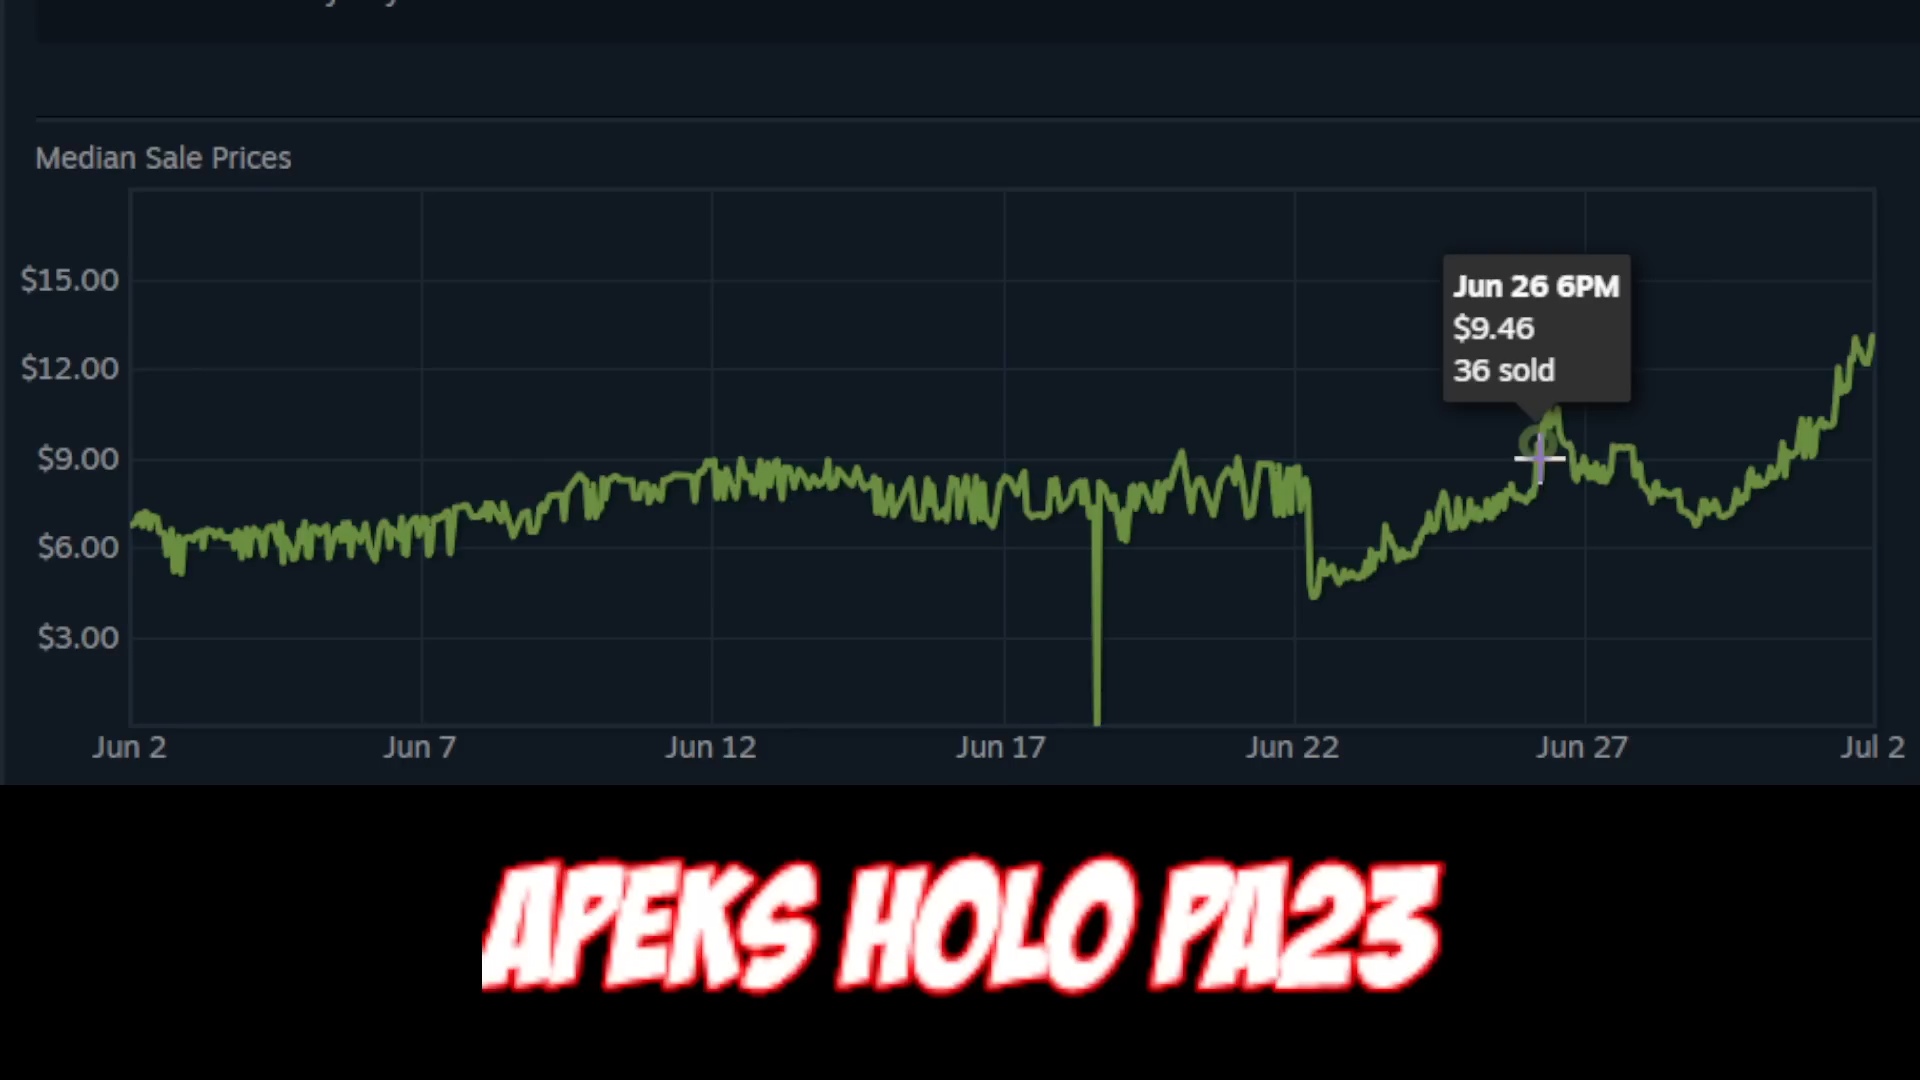 Median Sale Prices
$15.00
$12.00
$9.00
$6.00
$3.00
Jun 26 6PM
$9.46
36 sold
Jun 2 Jun 7 Jun 12 Jun 17 Jun 22 Jun 27 Jul 2
APEKS HOLO PA23